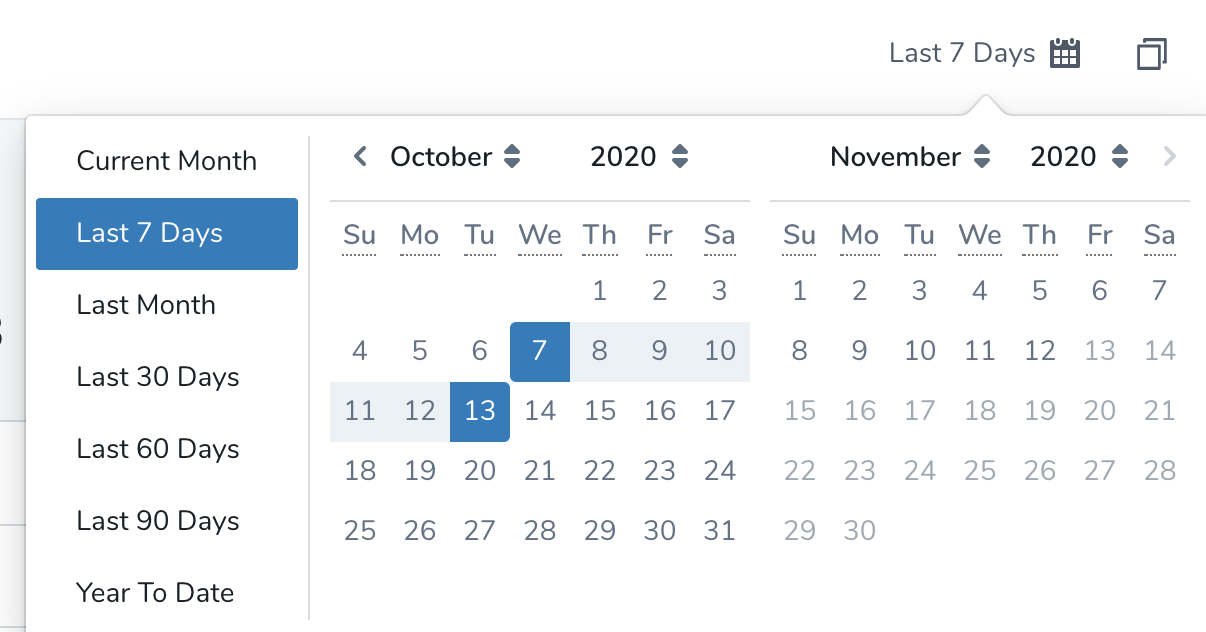 Last 7 Days
Current Month
Last 7 Days
Last Month
Last 30 Days
Last 60 Days
Last 90 Days
Year To Date
October 2020
Su Mo Tu We Th Fr Sa
1 2 3
4 5 6 7 8 9 10
11 12 13 14 15 16 17
18 19 20 21 22 23 24
25 26 27 28 29 30 31
November 2020
Su Mo Tu We Th Fr Sa
1 2 3 4 5 6 7
8 9 10 11 12 13 14
15 16 17 18 19 20 21
22 23 24 25 26 27 28
29 30